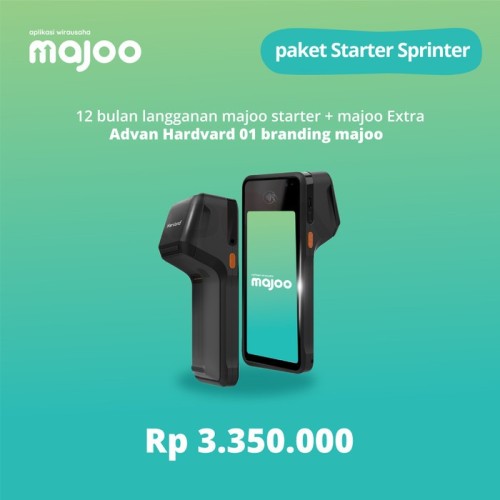 aplikasi wirausaha
majoo
paket Starter Sprinter
12 bulan langganan majoo starter + majoo Extra
Advan Hardvard 01 branding majoo
majoo
Rp 3.350.000